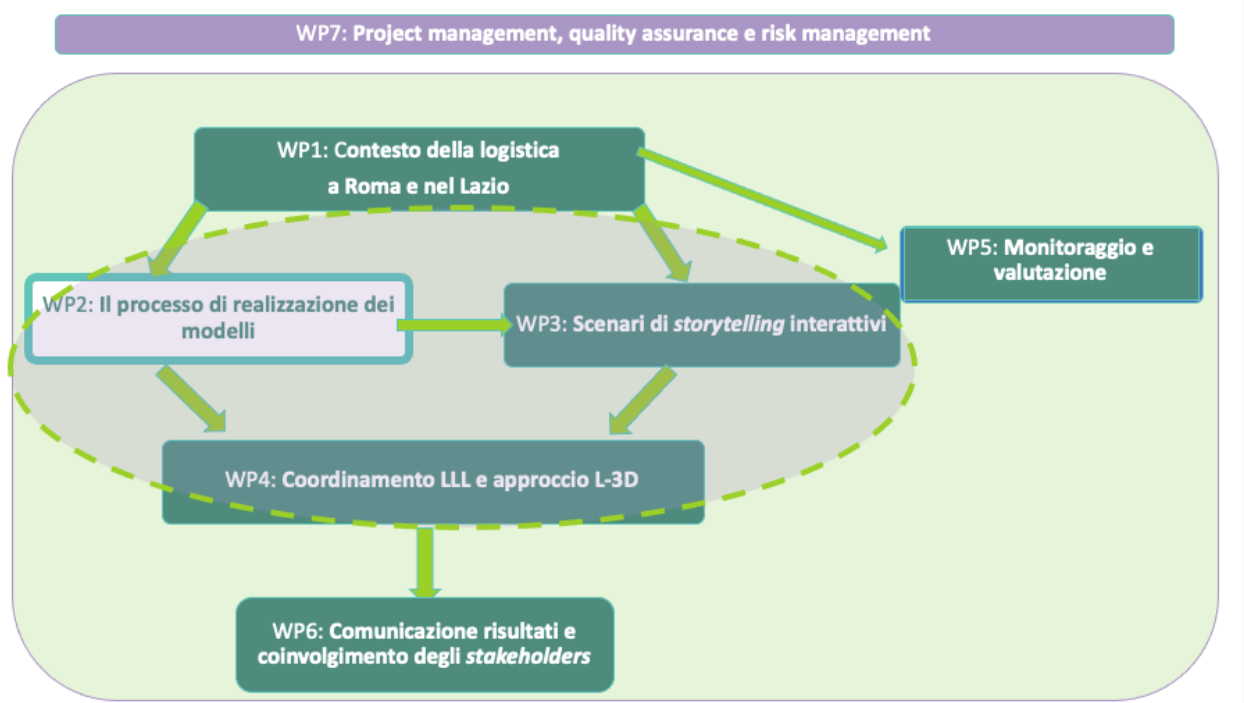 WP7: Project management, quality assurance e risk management
WP1: Contesto della logistica
a Roma e nel Lazio
WP5: Monitoraggio e
valutazione
WP2: Il processo di realizzazione dei
modelli
WP3: Scenari di storytelling interattivi
WP4: Coordinamento LLL e approccio L-3D
WP6: Comunicazione risultati e
coinvolgimento degli stakeholders